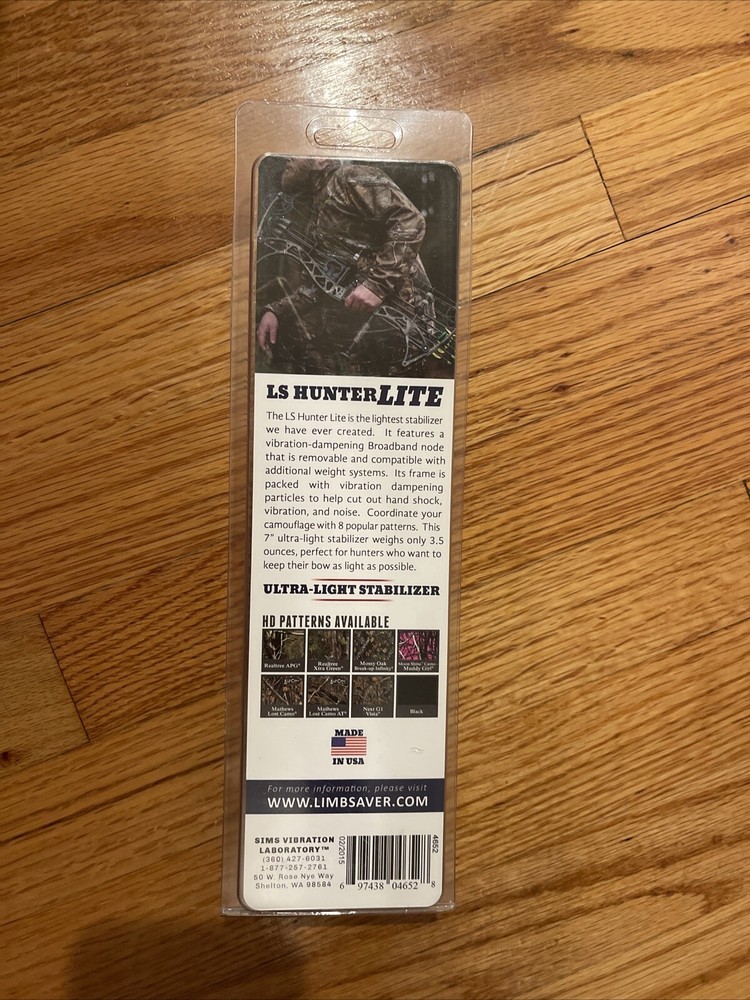 LS HUNTERLITE
The LS Hunter Lite is the lightest stabilizer
we have ever created. It features a
vibration-dampening Broadband node
that is removable and compatible with
additional weight systems. Its frame is
packed with vibration dampening
particles to help cut out hand shock,
vibration, and noise. Coordinate your
camouflage with 8 popular patterns. This
7" ultra-light stabilizer weighs only 3.5
ounces, perfect for hunters who want to
keep their bow as light as possible.
ULTRA-LIGHT STABILIZER
HD PATTERNS AVAILABLE
Realtree APG®
Realtree
Xtra Green®
Mossy Oak
Break-up Infinity®
Moon Shine™ Camo
Muddy Girl®
Mathews
Lost Camo®
Mathews
Lost Camo AT®
Next G1
Vista®
Black
MADE
IN USA
For more information, please visit
WWW.LIMBSAVER.COM
SIMS VIBRATION
LABORATORY™
(360) 427-6031
1-877-257-2761
50 W. Rose Nye Way
Shelton, WA 98584
02/2015
4652
6 97438 04652 8